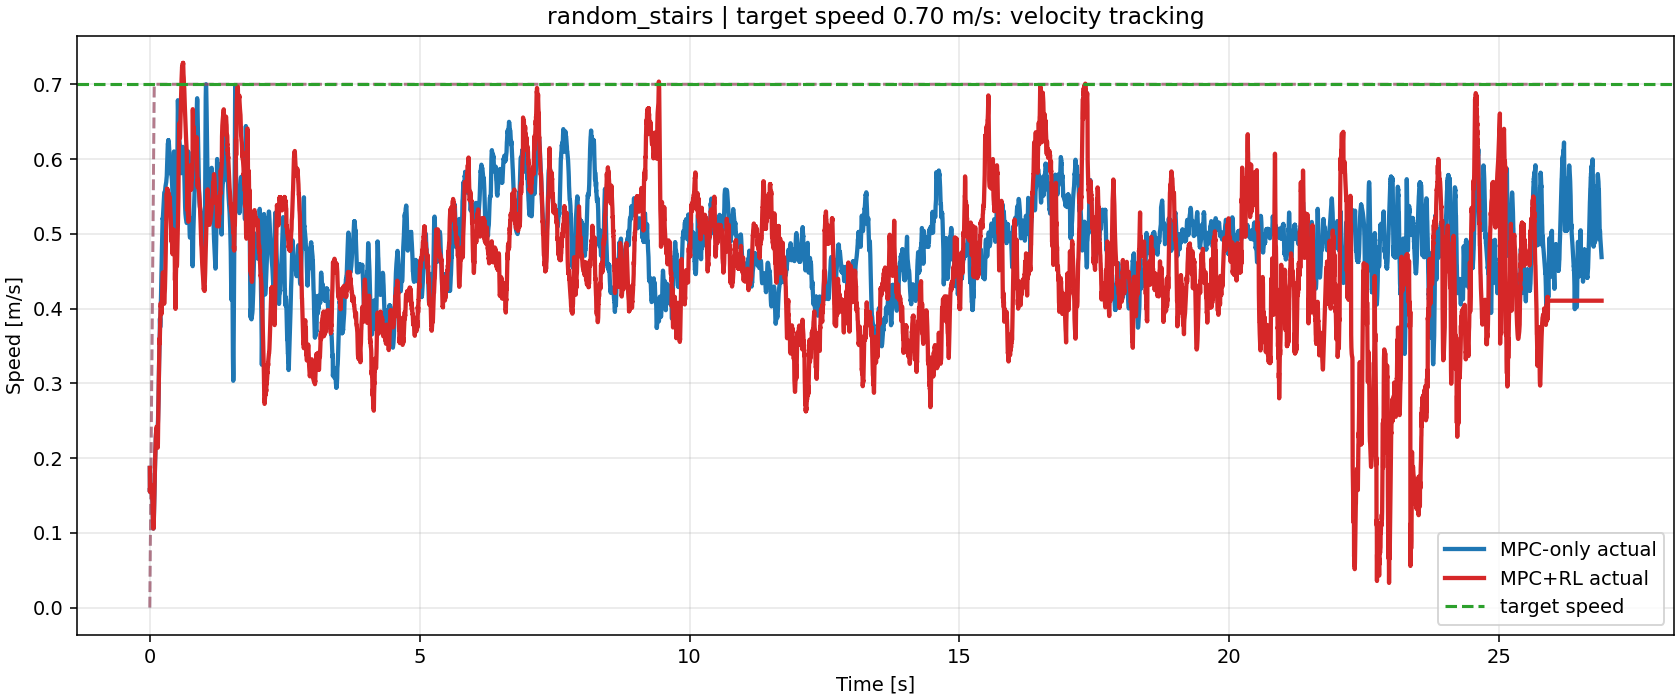 random_stairs | target speed 0.70 m/s: velocity tracking
Speed [m/s]
0.7
0.6
0.5
0.4
0.3
0.2
0.1
0.0
MPC-only actual
MPC+RL actual
target speed
0 5 10 15 20 25
Time [s]